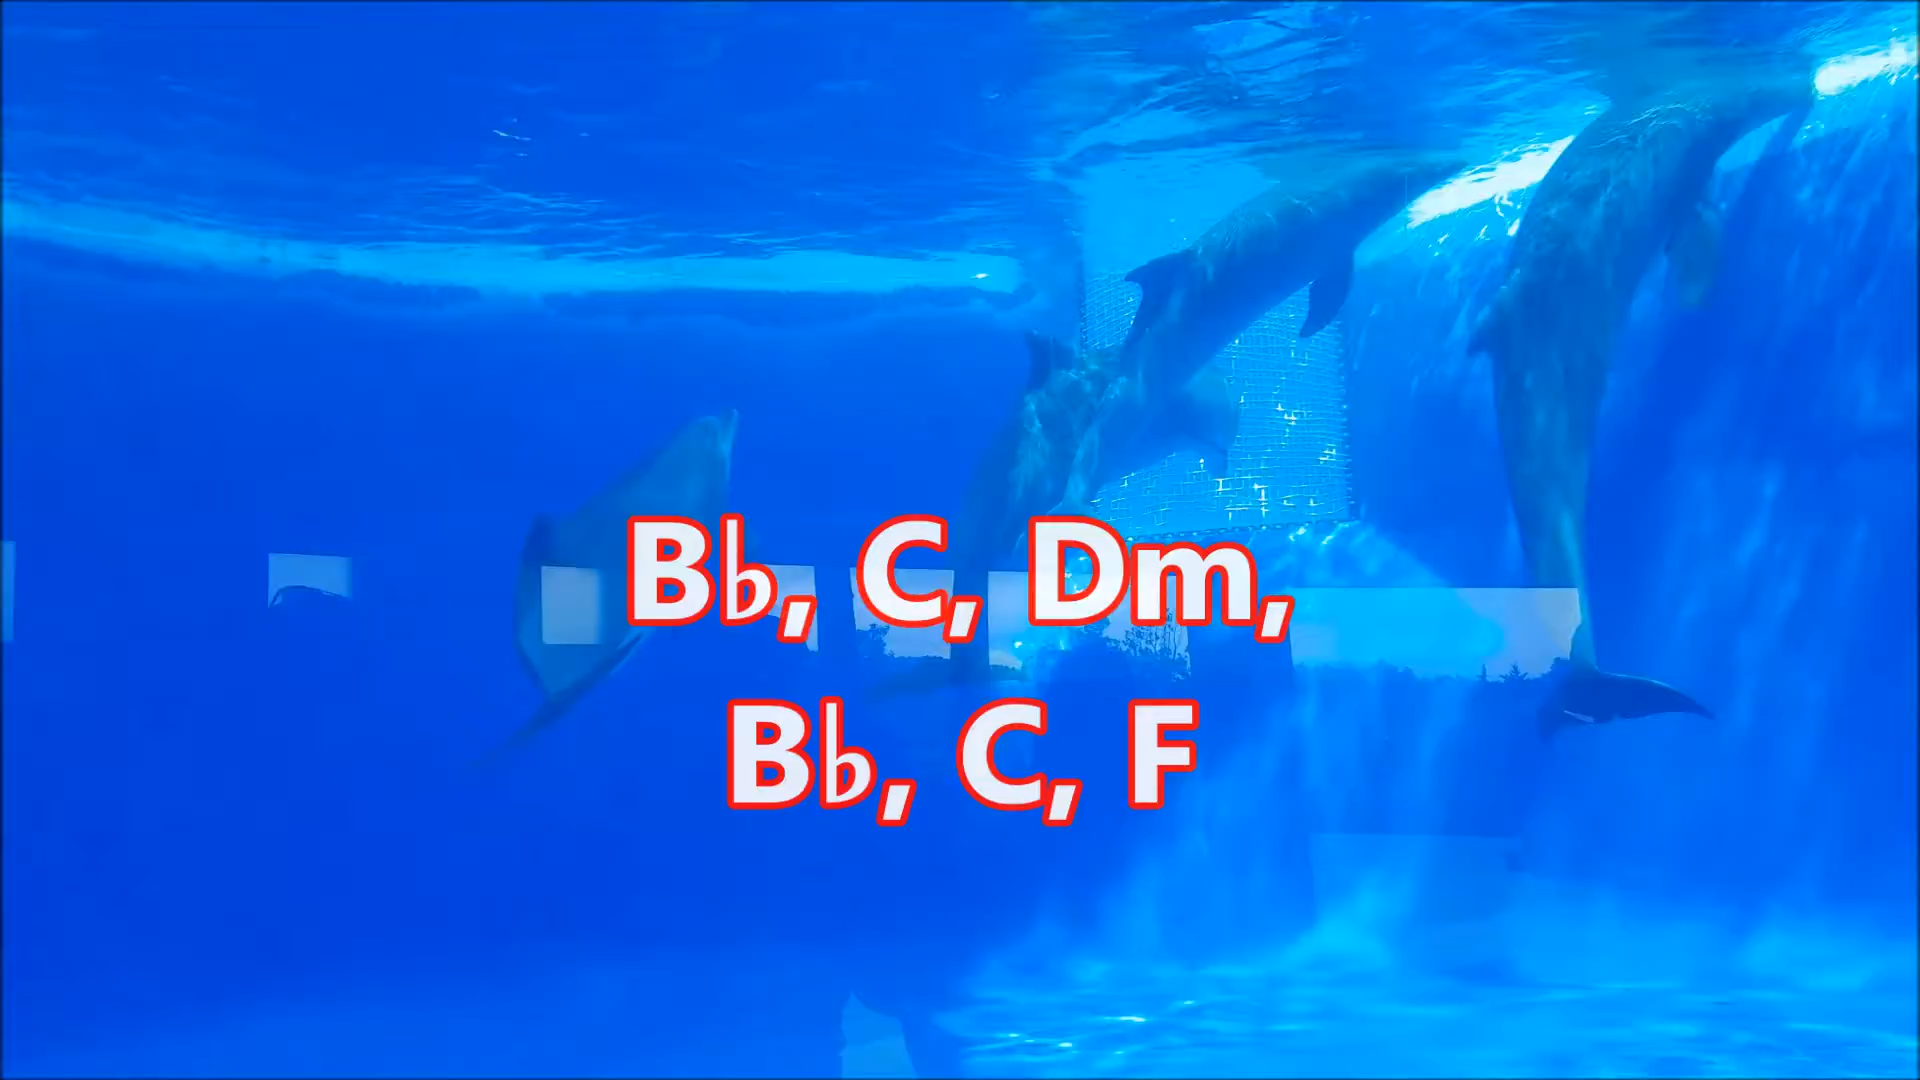 B♭, C, Dm,
B♭, C, F